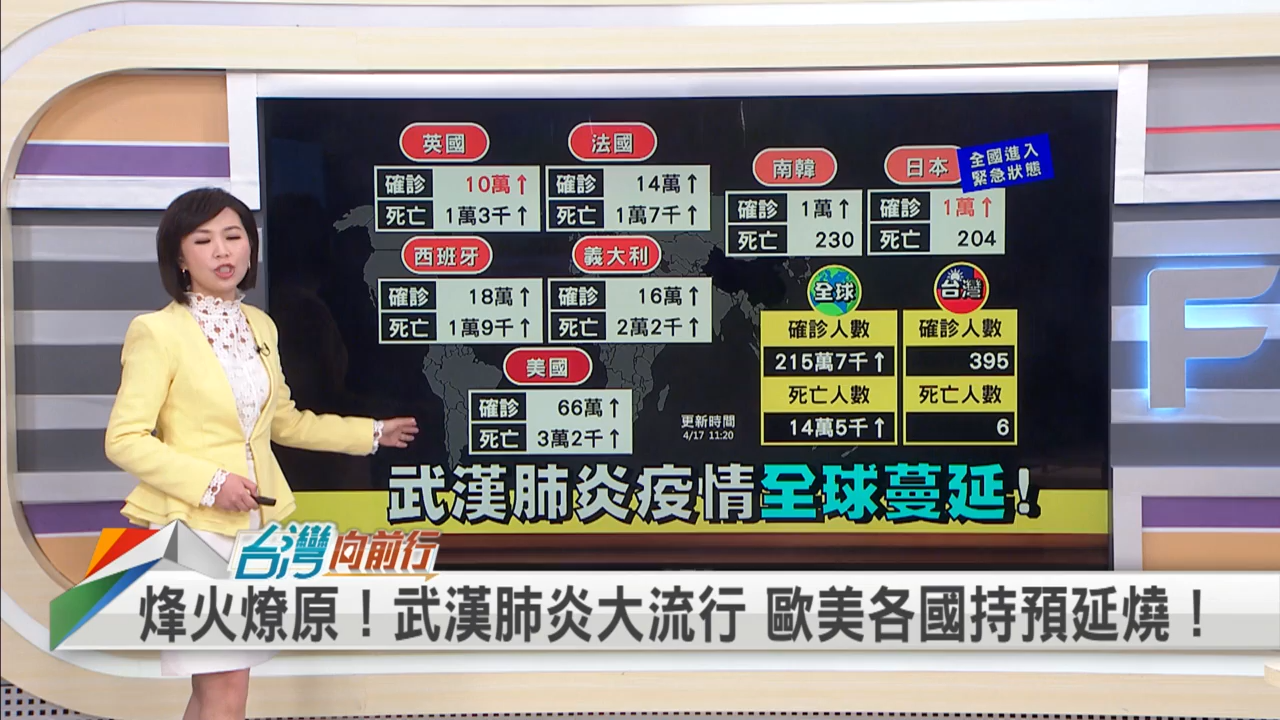 英國
確診 10萬↑
死亡 1萬3千↑
法國
確診 14萬↑
死亡 1萬7千↑
南韓
確診 1萬↑
死亡 230
日本
全國進入
緊急狀態
確診 1萬↑
死亡 204
西班牙
確診 18萬↑
死亡 1萬9千↑
義大利
確診 16萬↑
死亡 2萬2千↑
美國
確診 66萬↑
死亡 3萬2千↑
全球
確診人數
215萬7千↑
死亡人數
14萬5千↑
台灣
確診人數
395
死亡人數
6
更新時間
4/17 11:20
武漢肺炎疫情全球蔓延!
F
台灣向前行
烽火燎原!武漢肺炎大流行 歐美各國持預延燒!